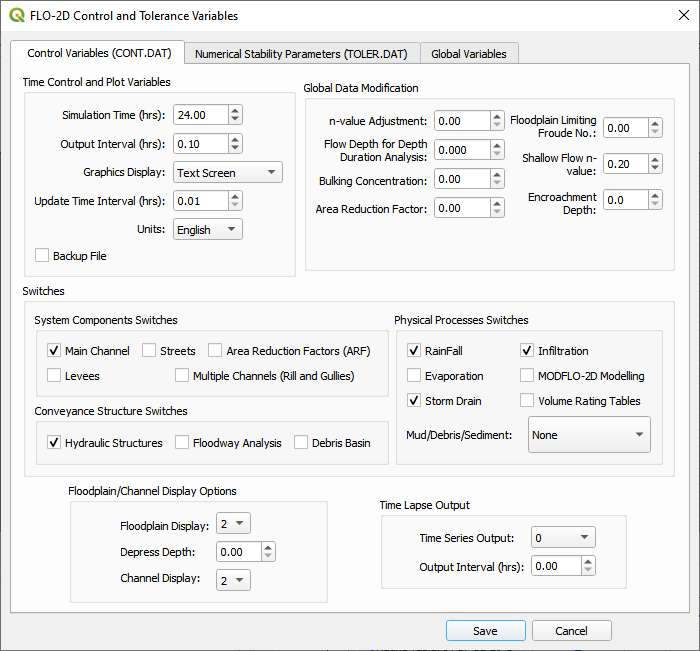 FLO-2D Control and Tolerance Variables
Control Variables (CONT.DAT)
Numerical Stability Parameters (TOLER.DAT)
Global Variables
Time Control and Plot Variables
Simulation Time (hrs): 24.00
Output Interval (hrs): 0.10
Graphics Display: Text Screen
Update Time Interval (hrs): 0.01
Units: English
Backup File
Global Data Modification
n-value Adjustment: 0.00
Flow Depth for Depth
Duration Analysis: 0.000
Bulking Concentration: 0.00
Area Reduction Factor: 0.00
Floodplain Limiting
Froude No.: 0.00
Shallow Flow n-
value: 0.20
Encroachment
Depth: 0.0
Switches
System Components Switches
Main Channel Streets Area Reduction Factors (ARF)
Levees Multiple Channels (Rill and Gullies)
Conveyance Structure Switches
Hydraulic Structures Floodway Analysis Debris Basin
Physical Processes Switches
RainFall Infiltration
Evaporation MODFLO-2D Modelling
Storm Drain Volume Rating Tables
Mud/Debris/Sediment: None
Floodplain/Channel Display Options
Floodplain Display: 2
Depress Depth: 0.00
Channel Display: 2
Time Lapse Output
Time Series Output: 0
Output Interval (hrs): 0.00
Save Cancel